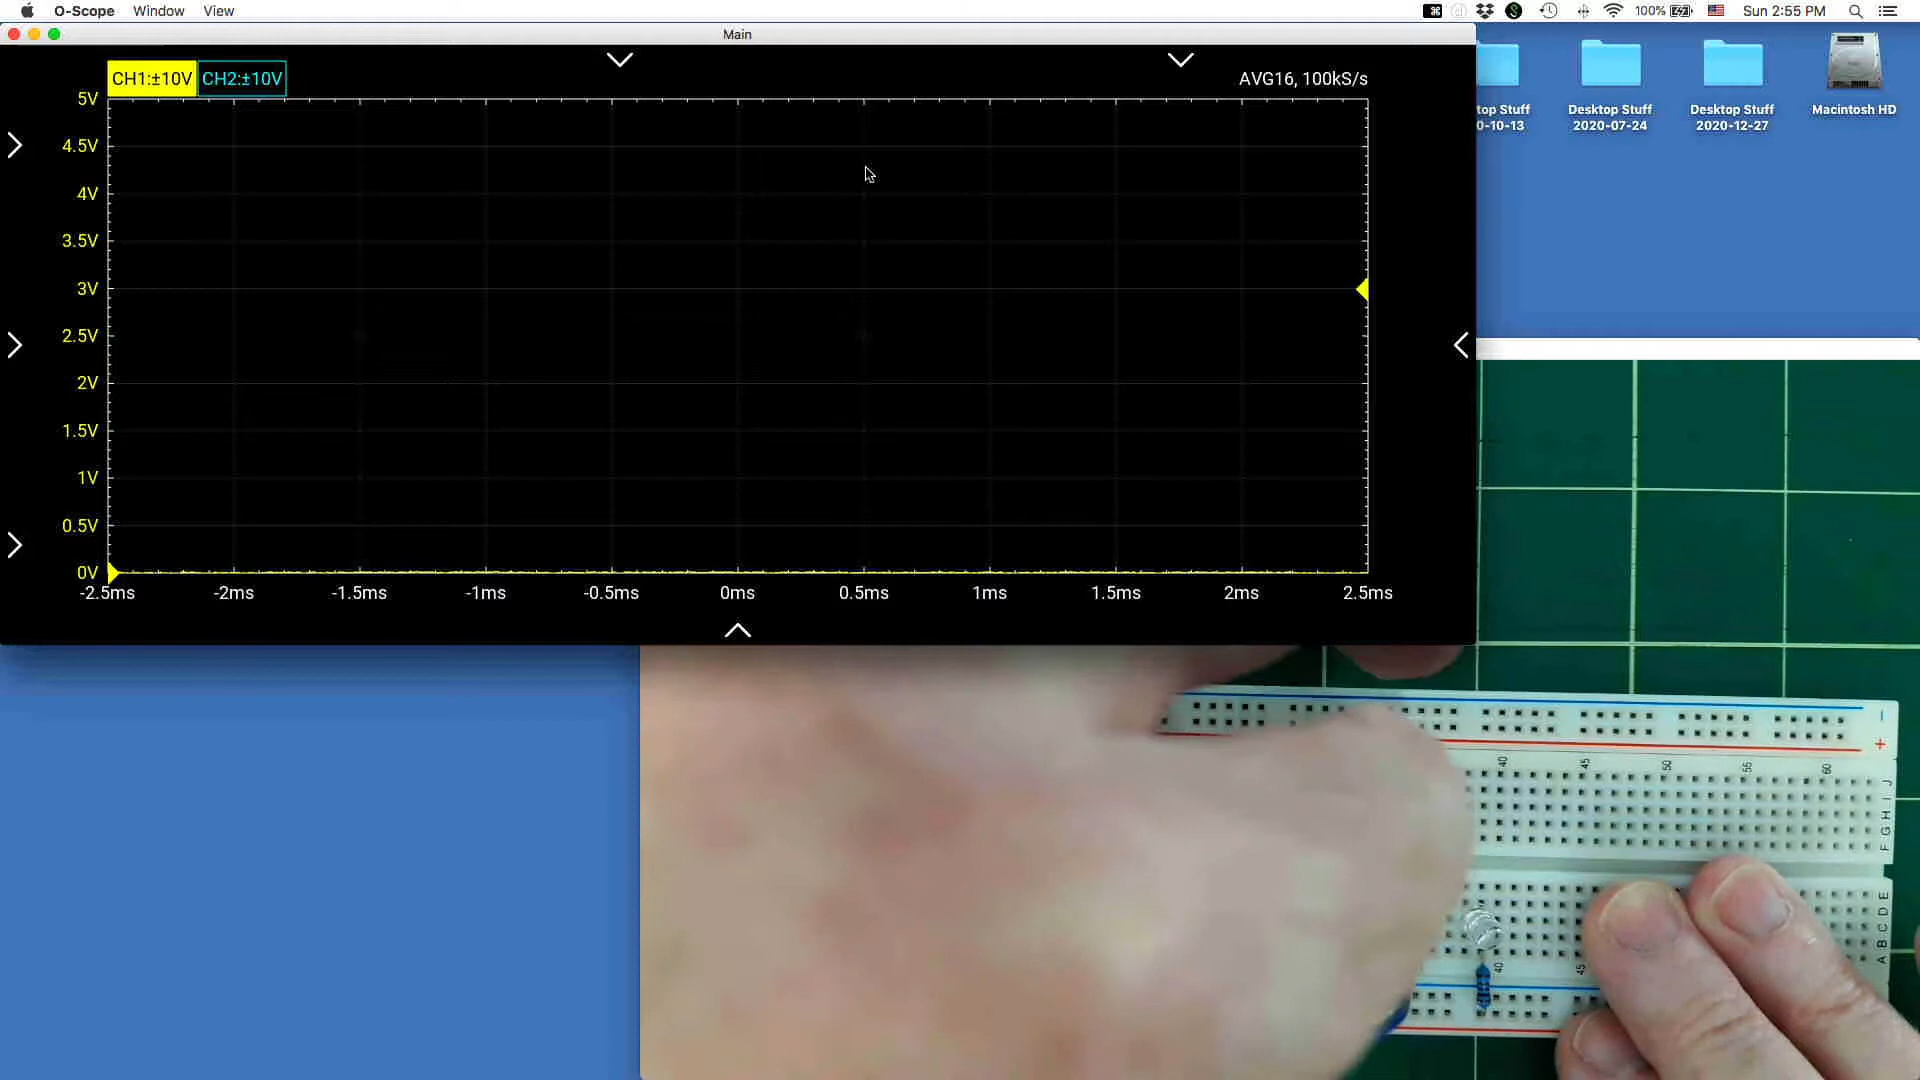 O-Scope Window View
100% Sun 2:55 PM
Main
CH1:±10V CH2:±10V
AVG16, 100kS/s
5V
4.5V
4V
3.5V
3V
2.5V
2V
1.5V
1V
0.5V
0V
-2.5ms -2ms -1.5ms -1ms -0.5ms 0ms 0.5ms 1ms 1.5ms 2ms 2.5ms
top Stuff
0-10-13
Desktop Stuff
2020-07-24
Desktop Stuff
2020-12-27
Macintosh HD
−
+
40 45 50 55 60
J
I
H
G
F
E
D
C
B
A
40 45